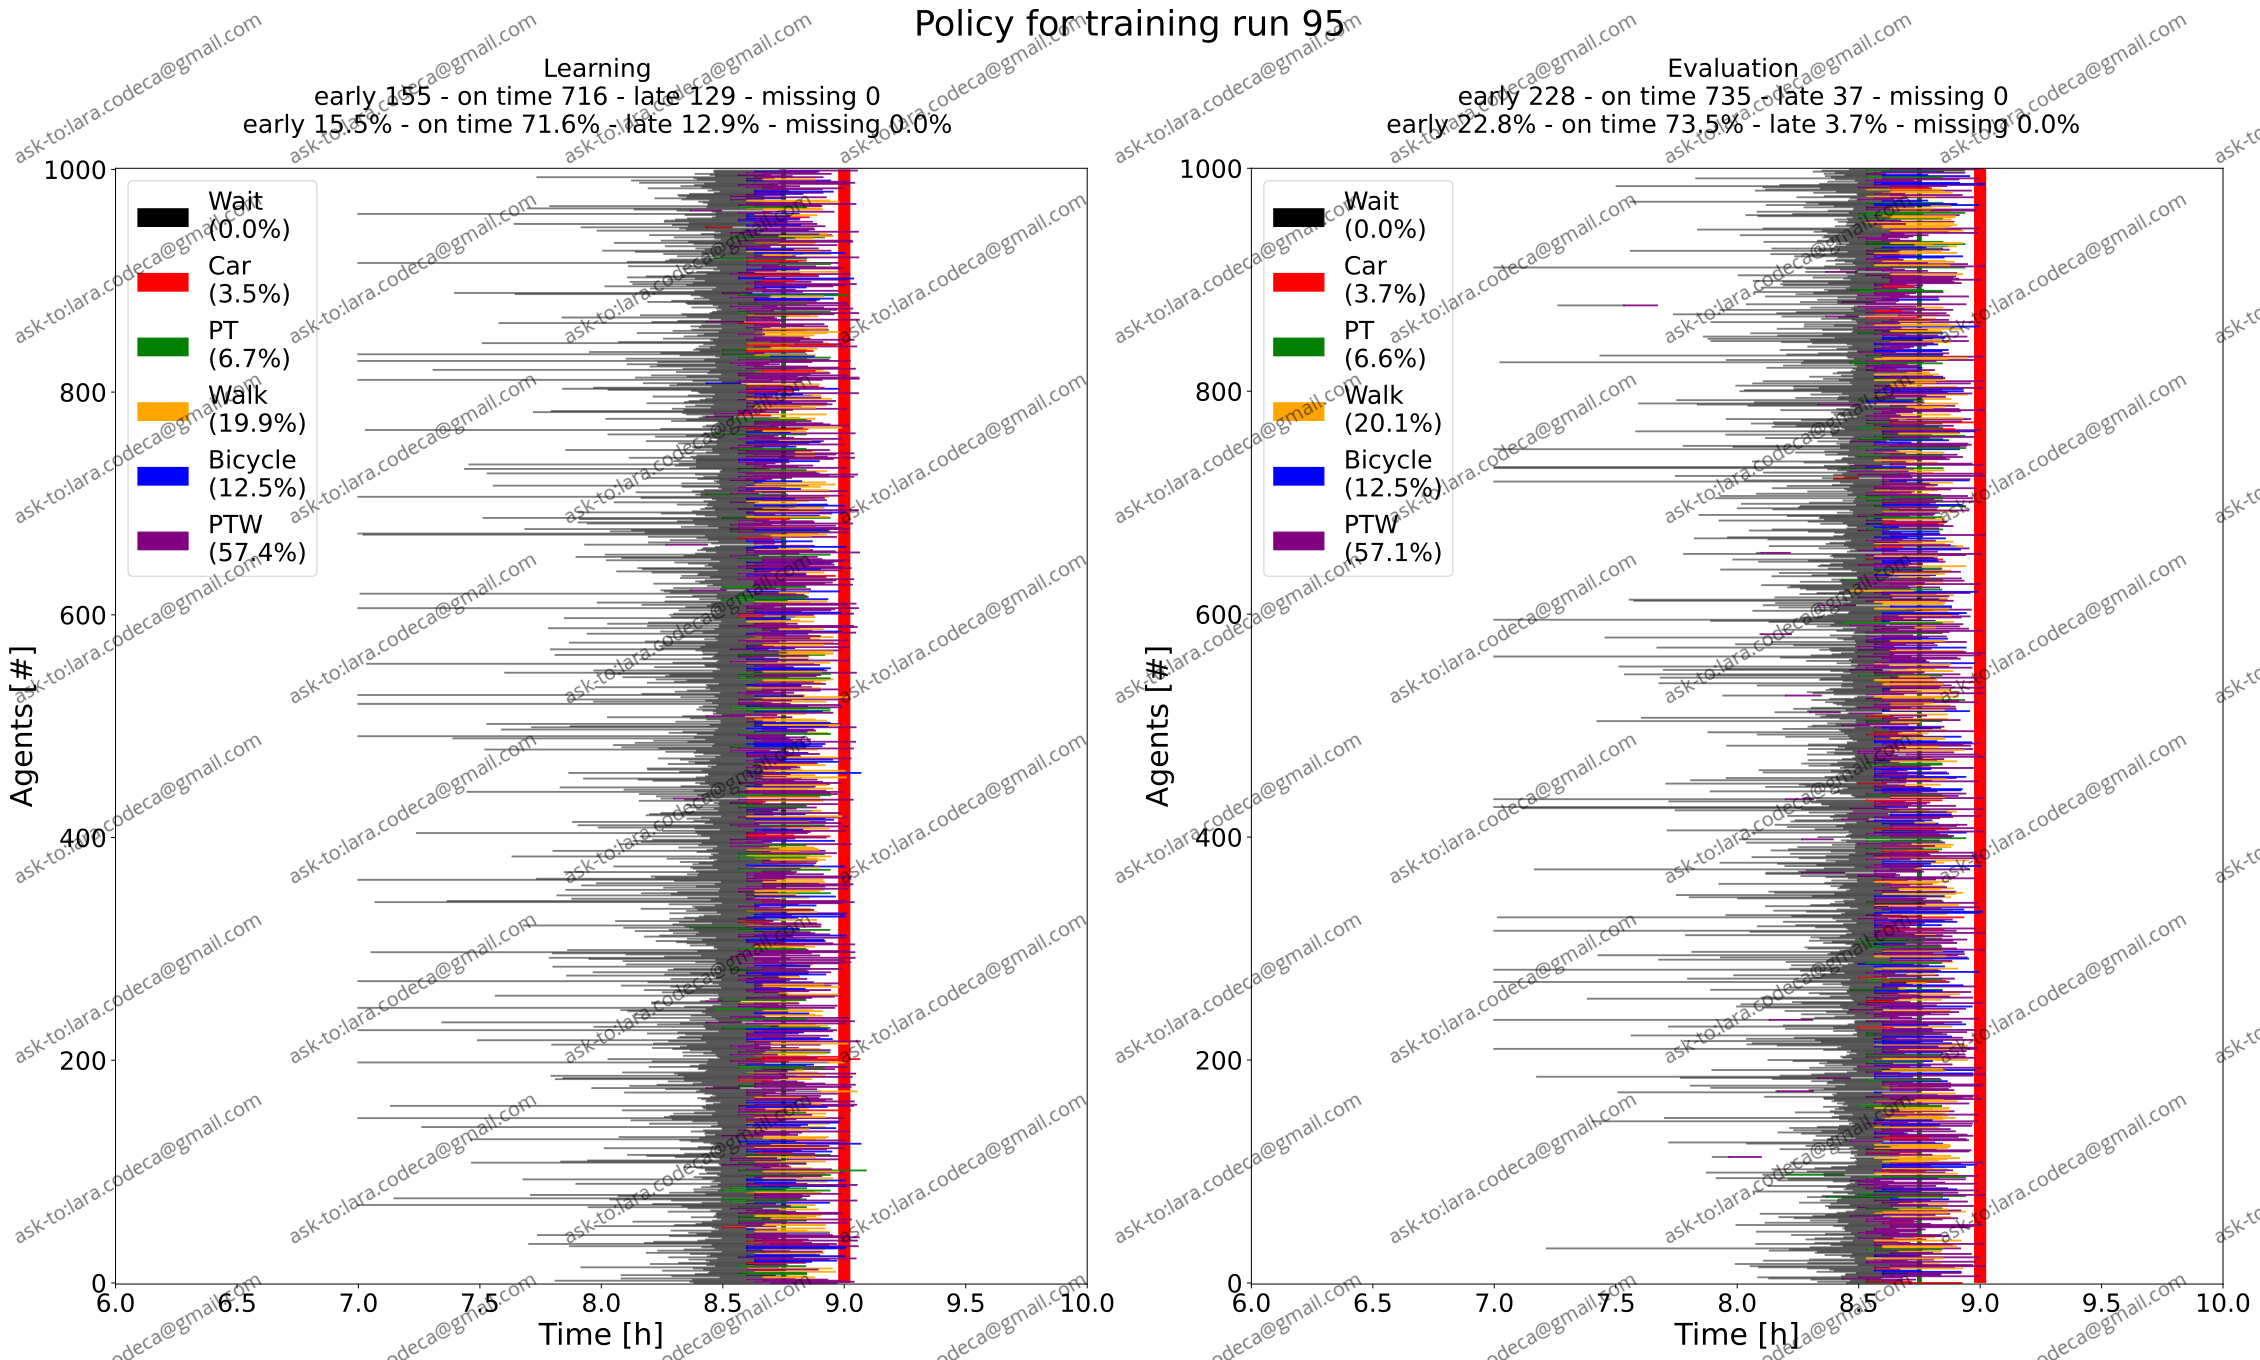 Policy for training run 95
Learning
early 155 - on time 716 - late 129 - missing 0
early 15.5% - on time 71.6% - late 12.9% - missing 0.0%
1000
800
600
400
200
0
Agents [#]
Wait
(0.0%)
Car
(3.5%)
PT
(6.7%)
Walk
(19.9%)
Bicycle
(12.5%)
PTW
(57.4%)
6.0 6.5 7.0 7.5 8.0 8.5 9.0 9.5 10.0
Time [h]
Evaluation
early 228 - on time 735 - late 37 - missing 0
early 22.8% - on time 73.5% - late 3.7% - missing 0.0%
1000
800
600
400
200
0
Agents [#]
Wait
(0.0%)
Car
(3.7%)
PT
(6.6%)
Walk
(20.1%)
Bicycle
(12.5%)
PTW
(57.1%)
6.0 6.5 7.0 7.5 8.0 8.5 9.0 9.5 10.0
Time [h]
ask-to:lara.codeca@gmail.com